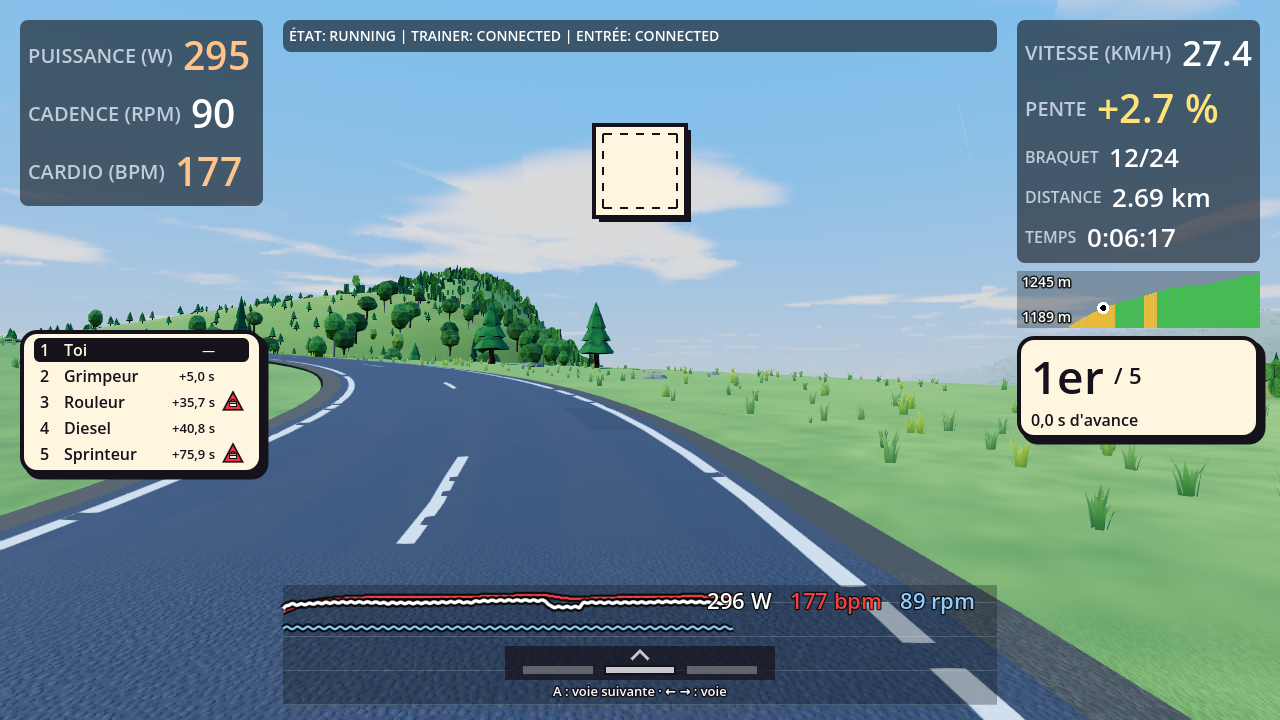 PUISSANCE (W) 295
CADENCE (RPM) 90
CARDIO (BPM) 177
ÉTAT: RUNNING | TRAINER: CONNECTED | ENTRÉE: CONNECTED
VITESSE (KM/H) 27.4
PENTE +2.7 %
BRAQUET 12/24
DISTANCE 2.69 km
TEMPS 0:06:17
1245 m
1189 m
1 Toi —
2 Grimpeur +5,0 s
3 Rouleur +35,7 s
4 Diesel +40,8 s
5 Sprinteur +75,9 s
1er / 5
0,0 s d'avance
296 W 177 bpm 89 rpm
A : voie suivante · ← → : voie